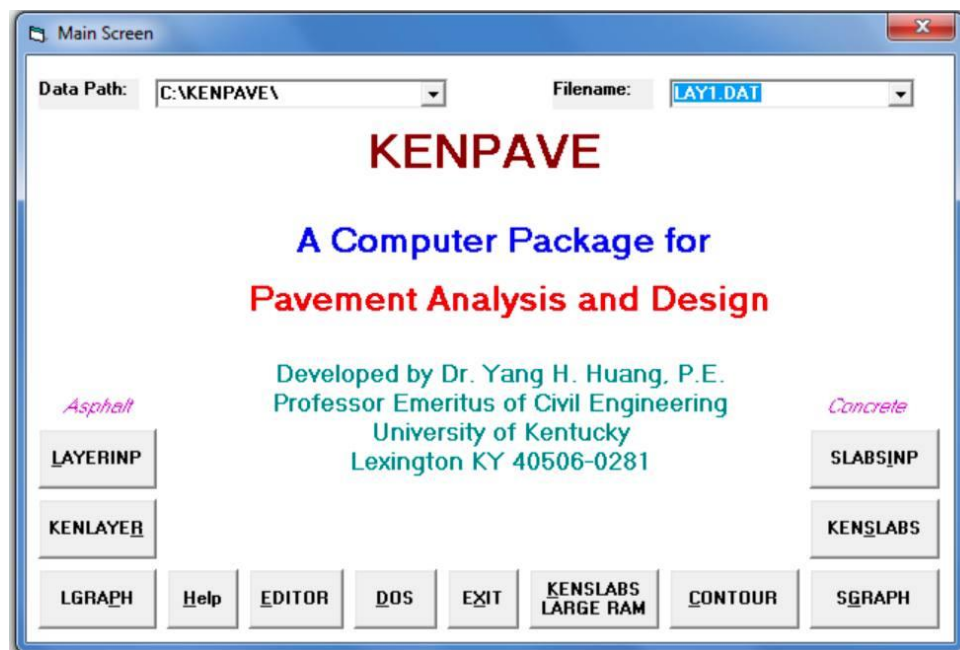 Main Screen
Data Path: C:\KENPAVE\ Filename: LAY1.DAT
KENPAVE
A Computer Package for
Pavement Analysis and Design
Developed by Dr. Yang H. Huang, P.E.
Professor Emeritus of Civil Engineering
University of Kentucky
Lexington KY 40506-0281
Asphalt
Concrete
LAYERINP
SLABSINP
KENLAYER
KENSLABS
LGRAPH Help EDITOR DOS EXIT KENSLABS CONTOUR SGRAPH
LARGE RAM